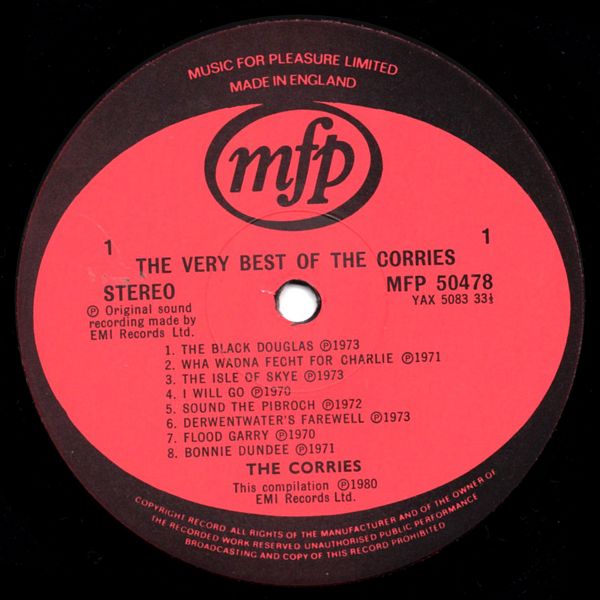 MUSIC FOR PLEASURE LIMITED
MADE IN ENGLAND
mfp
1 1
THE VERY BEST OF THE CORRIES
STEREO MFP 50478
YAX 5083 33⅓
℗ Original sound
recording made by
EMI Records Ltd.
1. THE BLACK DOUGLAS ℗1973
2. WHA WADNA FECHT FOR CHARLIE ℗1971
3. THE ISLE OF SKYE ℗1973
4. I WILL GO ℗1970
5. SOUND THE PIBROCH ℗1972
6. DERWENTWATER'S FAREWELL ℗1973
7. FLOOD GARRY ℗1970
8. BONNIE DUNDEE ℗1971
THE CORRIES
This compilation ℗1980
EMI Records Ltd.
COPYRIGHT RECORD ALL RIGHTS OF THE MANUFACTURER AND OF THE OWNER OF
THE RECORDED WORK RESERVED UNAUTHORISED PUBLIC PERFORMANCE
BROADCASTING AND COPY OF THIS RECORD PROHIBITED